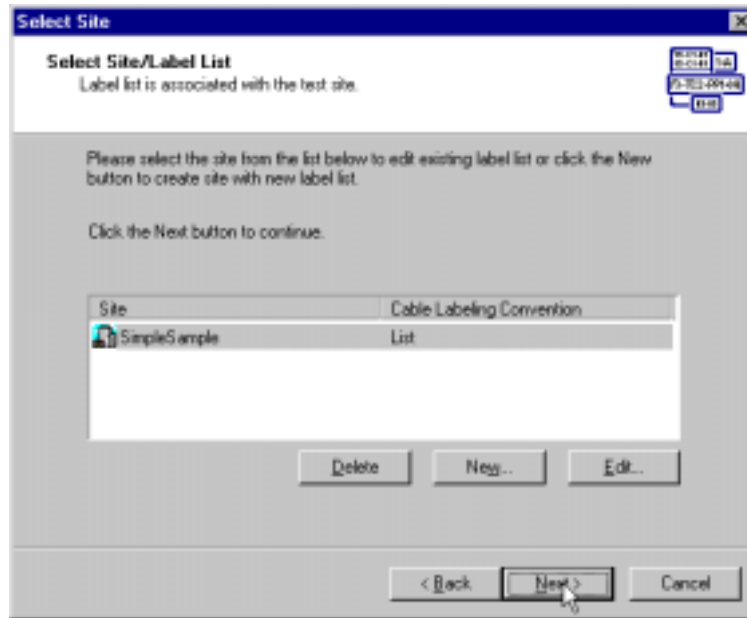 Select Site
Select Site/Label List
Label list is associated with the test site.
Please select the site from the list below to edit existing label list or click the New
button to create site with new label list.
Click the Next button to continue.
Site Cable Labeling Convention
SimpleSample List
Delete New... Edit...
< Back Next > Cancel